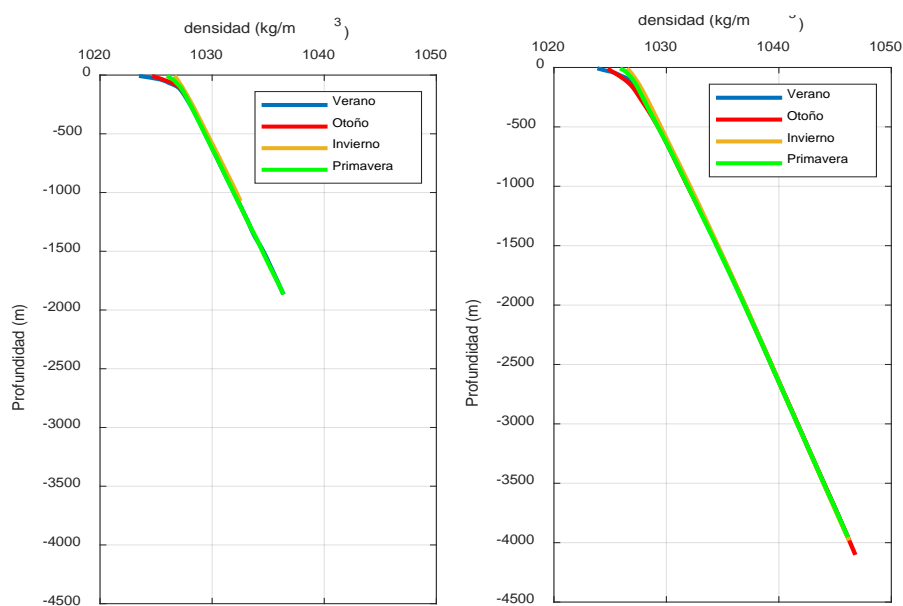 densidad (kg/m 3)
1020 1030 1040 1050
0
-500
-1000
-1500
-2000
-2500
-3000
-3500
-4000
-4500
Profundidad (m)
Verano
Otoño
Invierno
Primavera
densidad (kg/m 3)
1020 1030 1040 1050
0
-500
-1000
-1500
-2000
-2500
-3000
-3500
-4000
-4500
Profundidad (m)
Verano
Otoño
Invierno
Primavera